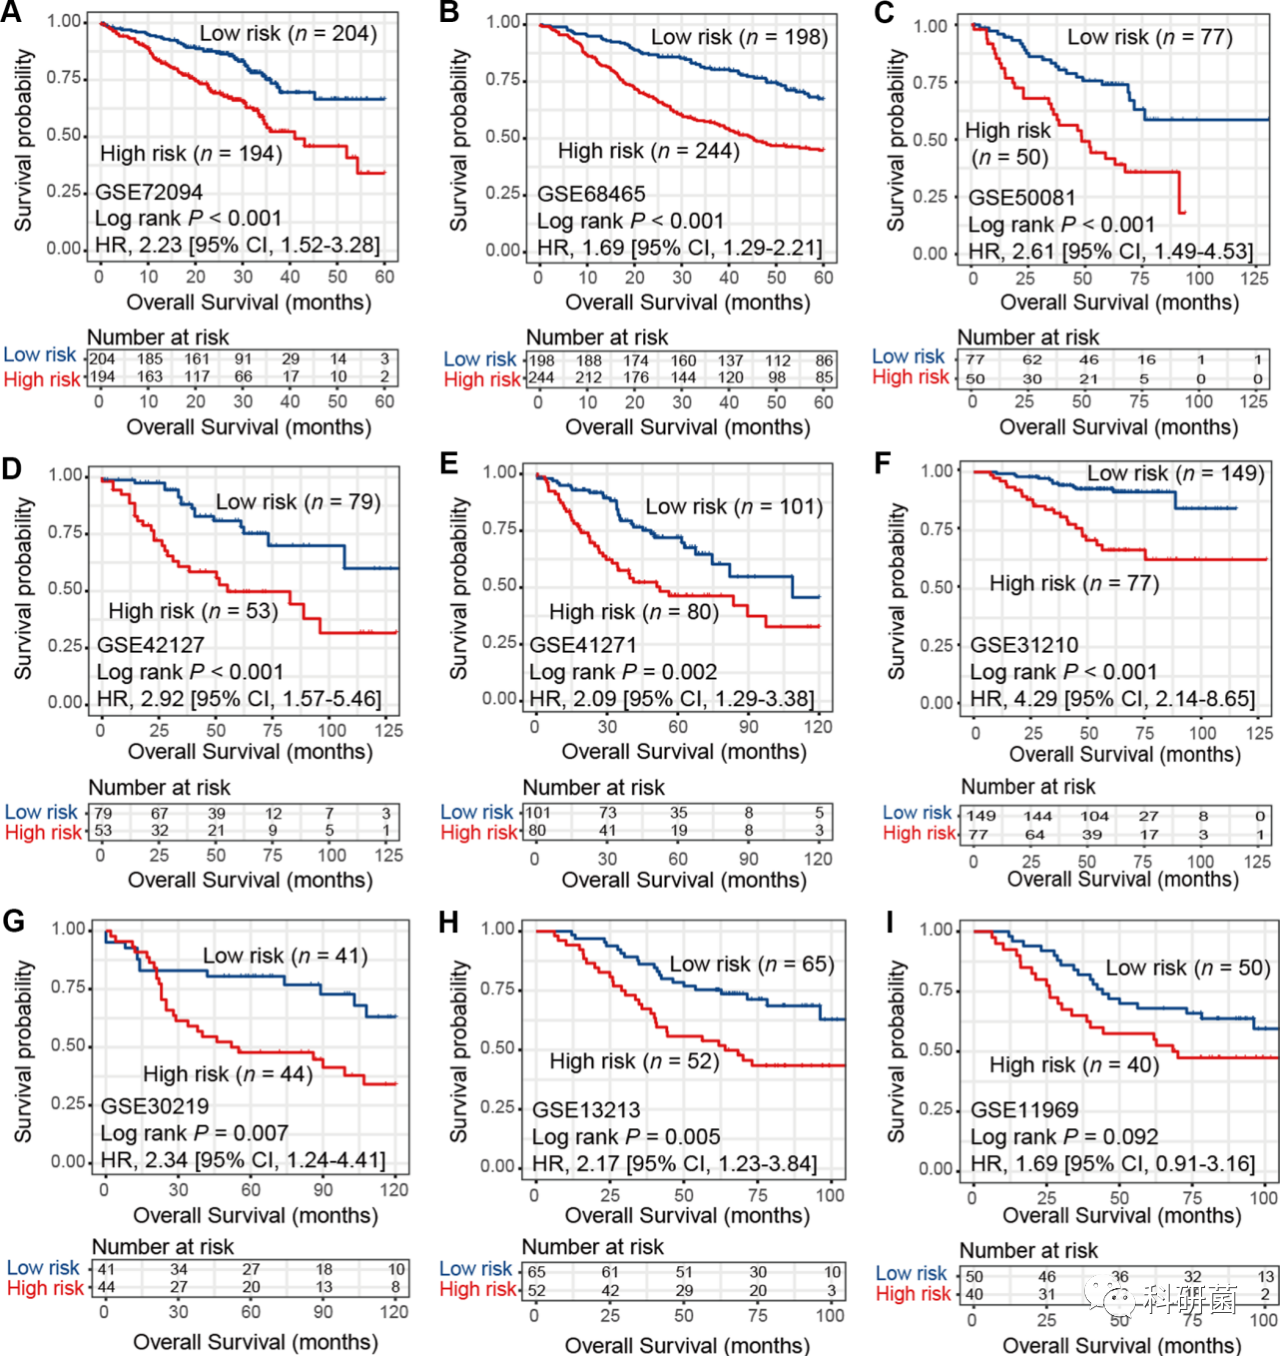 A
Survival probability
1.00
0.75
0.50
0.25
0.00
Low risk (n = 204)
High risk (n = 194)
GSE72094
Log rank P < 0.001
HR, 2.23 [95% CI, 1.52-3.28]
0 10 20 30 40 50 60
Overall Survival (months)
Number at risk
Low risk 204 185 161 91 29 14 3
High risk 194 163 117 66 17 10 2
0 10 20 30 40 50 60
Overall Survival (months)
B
Survival probability
1.00
0.75
0.50
0.25
0.00
Low risk (n = 198)
High risk (n = 244)
GSE68465
Log rank P < 0.001
HR, 1.69 [95% CI, 1.29-2.21]
0 10 20 30 40 50 60
Overall Survival (months)
Number at risk
Low risk 198 188 174 160 137 112 86
High risk 244 212 176 144 120 98 85
0 10 20 30 40 50 60
Overall Survival (months)
C
Survival probability
1.00
0.75
0.50
0.25
0.00
Low risk (n = 77)
High risk
(n = 50)
GSE50081
Log rank P < 0.001
HR, 2.61 [95% CI, 1.49-4.53]
0 25 50 75 100 125
Overall Survival (months)
Number at risk
Low risk 77 62 46 16 1 1
High risk 50 30 21 5 0 0
0 25 50 75 100 125
Overall Survival (months)
D
Survival probability
1.00
0.75
0.50
0.25
0.00
Low risk (n = 79)
High risk (n = 53)
GSE42127
Log rank P < 0.001
HR, 2.92 [95% CI, 1.57-5.46]
0 25 50 75 100 125
Overall Survival (months)
Number at risk
Low risk 79 67 39 12 7 3
High risk 53 32 21 9 5 1
0 25 50 75 100 125
Overall Survival (months)
E
Survival probability
1.00
0.75
0.50
0.25
0.00
Low risk (n = 101)
High risk (n = 80)
GSE41271
Log rank P = 0.002
HR, 2.09 [95% CI, 1.29-3.38]
0 30 60 90 120
Overall Survival (months)
Number at risk
Low risk 101 73 35 8 5
High risk 80 41 19 8 3
0 30 60 90 120
Overall Survival (months)
F
Survival probability
1.00
0.75
0.50
0.25
0.00
Low risk (n = 149)
High risk (n = 77)
GSE31210
Log rank P < 0.001
HR, 4.29 [95% CI, 2.14-8.65]
0 25 50 75 100 125
Overall Survival (months)
Number at risk
Low risk 149 144 104 27 8 0
High risk 77 64 39 17 3 1
0 25 50 75 100 125
Overall Survival (months)
G
Survival probability
1.00
0.75
0.50
0.25
0.00
Low risk (n = 41)
High risk (n = 44)
GSE30219
Log rank P = 0.007
HR, 2.34 [95% CI, 1.24-4.41]
0 30 60 90 120
Overall Survival (months)
Number at risk
Low risk 41 34 27 18 10
High risk 44 27 20 13 8
0 30 60 90 120
Overall Survival (months)
H
Survival probability
1.00
0.75
0.50
0.25
0.00
Low risk (n = 65)
High risk (n = 52)
GSE13213
Log rank P = 0.005
HR, 2.17 [95% CI, 1.23-3.84]
0 25 50 75 100
Overall Survival (months)
Number at risk
Low risk 65 61 51 30 10
High risk 52 42 29 20 3
0 25 50 75 100
Overall Survival (months)
I
Survival probability
1.00
0.75
0.50
0.25
0.00
Low risk (n = 50)
High risk (n = 40)
GSE11969
Log rank P = 0.092
HR, 1.69 [95% CI, 0.91-3.16]
0 25 50 75 100
Overall Survival (months)
Number at risk
Low risk 50 46 36 32 13
High risk 40 31 2
0 25 50 75 100
Overall Survival (months)
科研菌